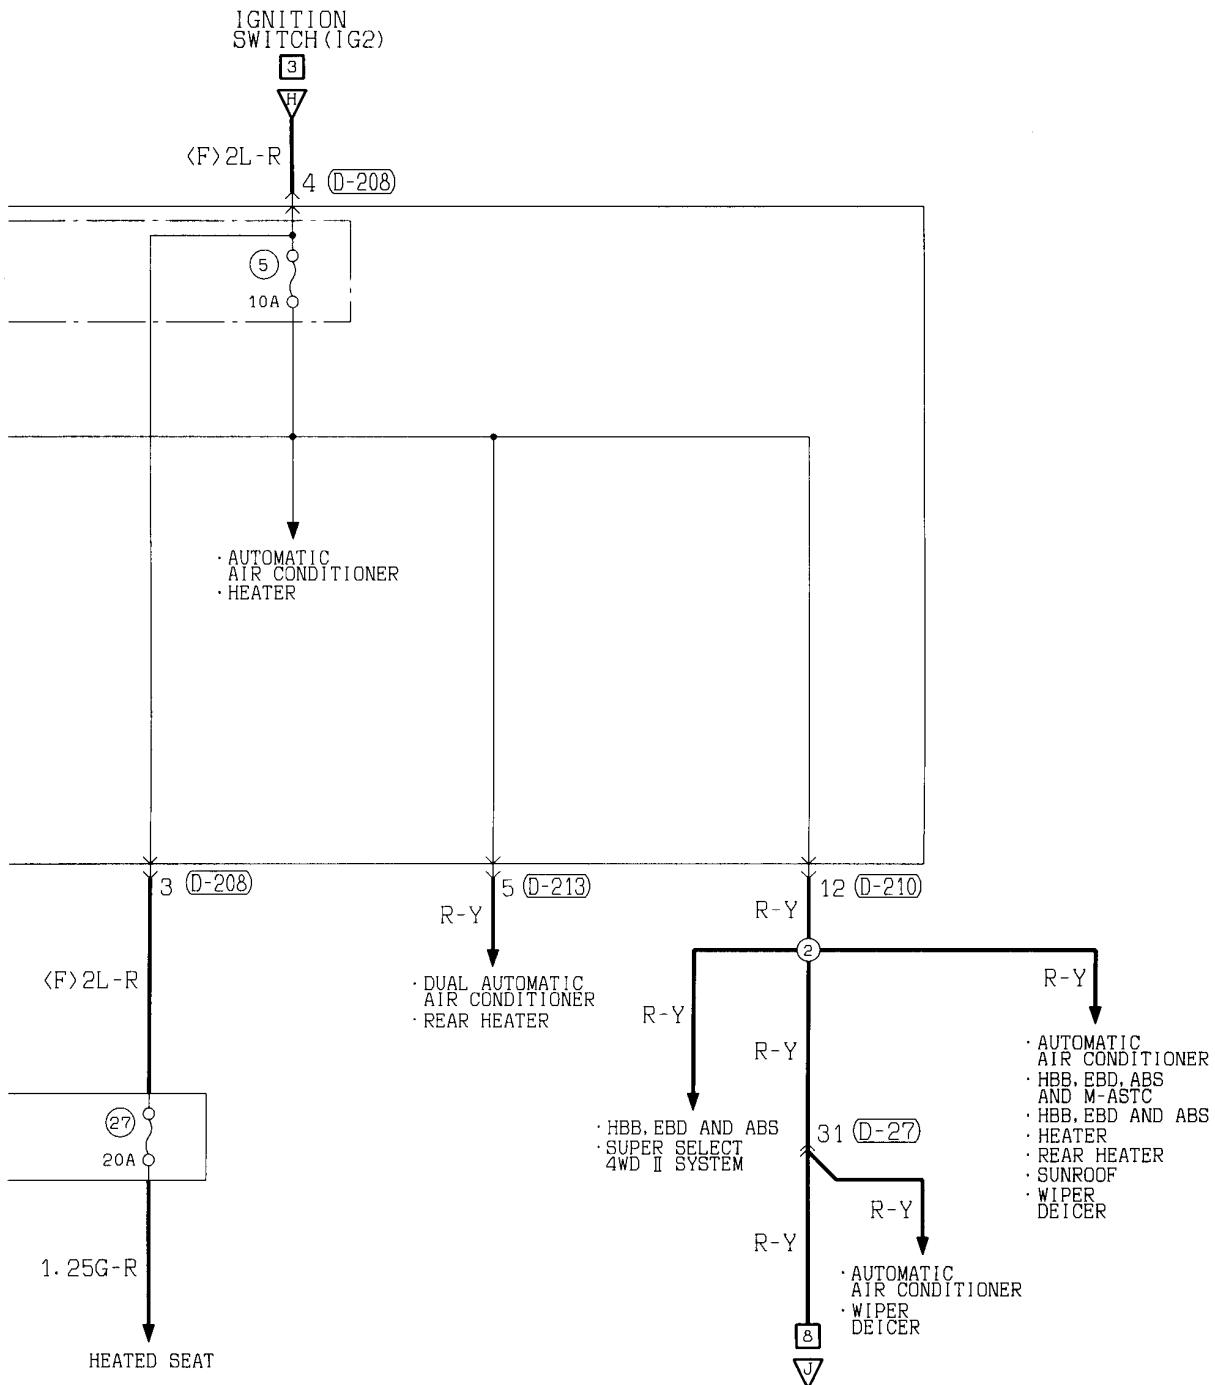 IGNITION
SWITCH(IG2)
3
H
<F>2L-R
4 (D-208)
5
10A
· AUTOMATIC
AIR CONDITIONER
· HEATER
3 (D-208)
5 (D-213)
12 (D-210)
R-Y
R-Y
2
<F>2L-R
· DUAL AUTOMATIC
AIR CONDITIONER
· REAR HEATER
R-Y
R-Y
R-Y
· AUTOMATIC
AIR CONDITIONER
· HBB, EBD, ABS
AND M-ASTC
· HBB, EBD AND ABS
· HEATER
· REAR HEATER
· SUNROOF
· WIPER
DEICER
27
20A
· HBB, EBD AND ABS
· SUPER SELECT
4WD Ⅱ SYSTEM
31 (D-27)
R-Y
R-Y
1.25G-R
· AUTOMATIC
AIR CONDITIONER
· WIPER
DEICER
8
J
HEATED SEAT